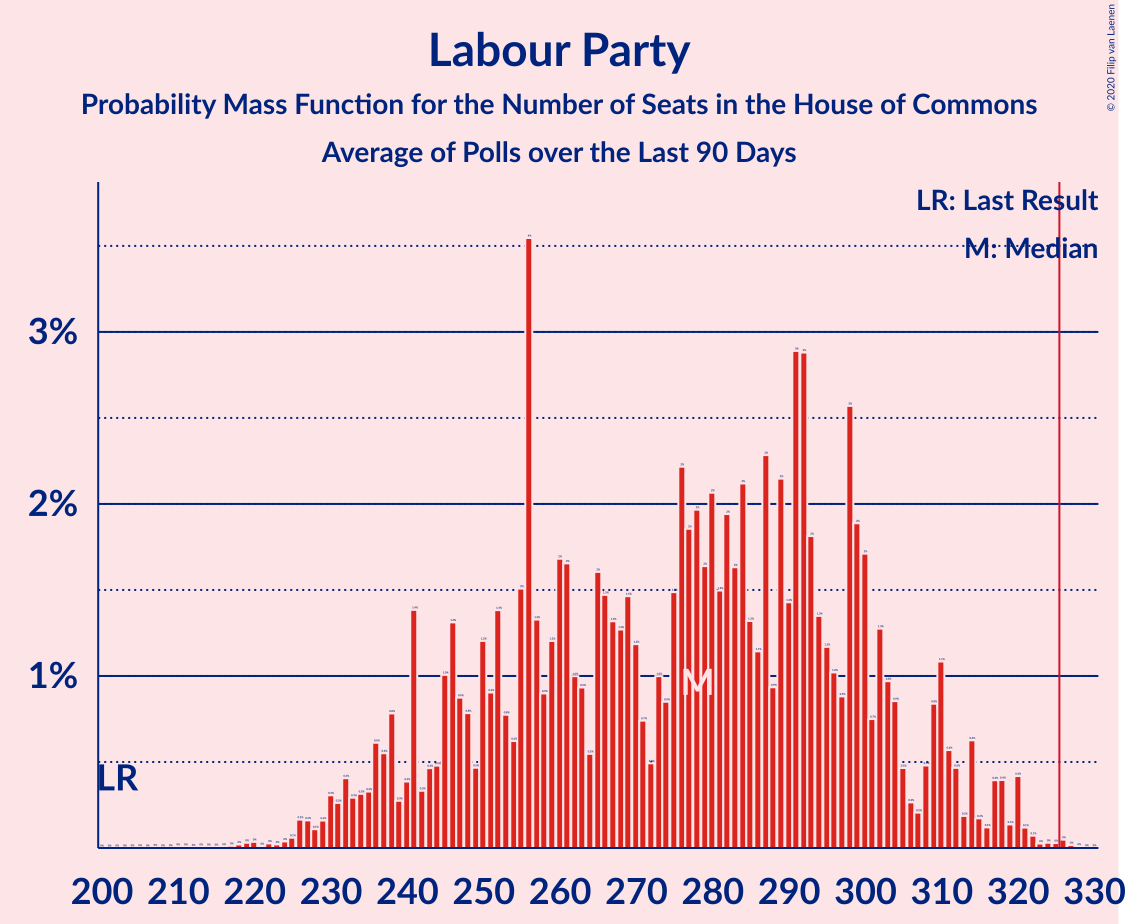 Labour Party
Probability Mass Function for the Number of Seats in the House of Commons
Average of Polls over the Last 90 Days
© 2020 Filip van Laenen
LR: Last Result
M: Median
3%
2%
1%
M
LR
200 210 220 230 240 250 260 270 280 290 300 310 320 330